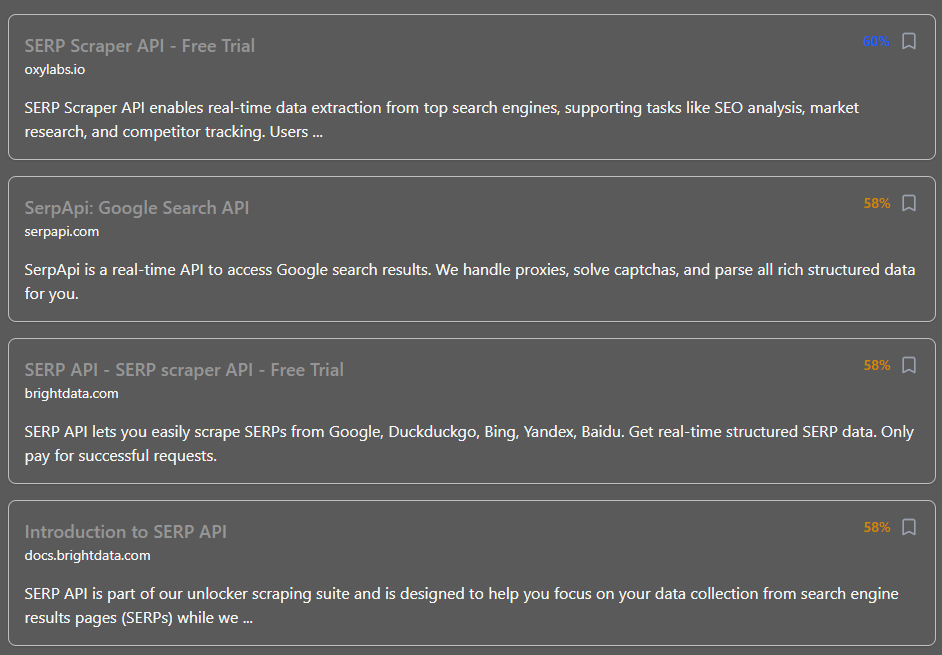 SERP Scraper API - Free Trial
60%
oxylabs.io
SERP Scraper API enables real-time data extraction from top search engines, supporting tasks like SEO analysis, market
research, and competitor tracking. Users ...
SerpApi: Google Search API
58%
serpapi.com
SerpApi is a real-time API to access Google search results. We handle proxies, solve captchas, and parse all rich structured data
for you.
SERP API - SERP scraper API - Free Trial
58%
brightdata.com
SERP API lets you easily scrape SERPs from Google, Duckduckgo, Bing, Yandex, Baidu. Get real-time structured SERP data. Only
pay for successful requests.
Introduction to SERP API
58%
docs.brightdata.com
SERP API is part of our unlocker scraping suite and is designed to help you focus on your data collection from search engine
results pages (SERPs) while we ...